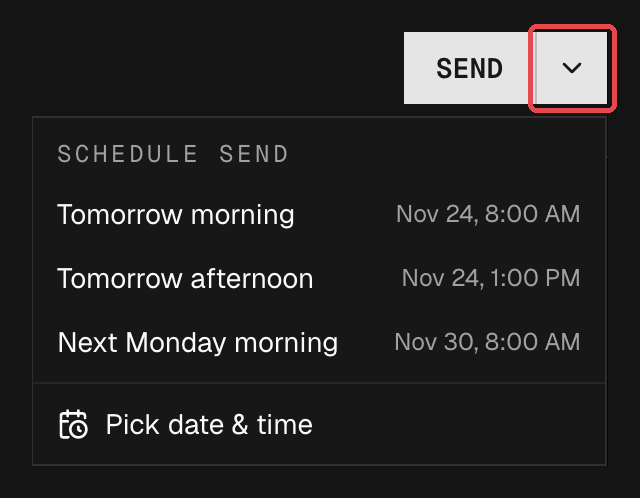 SEND
SCHEDULE SEND
Tomorrow morning Nov 24, 8:00 AM
Tomorrow afternoon Nov 24, 1:00 PM
Next Monday morning Nov 30, 8:00 AM
Pick date & time